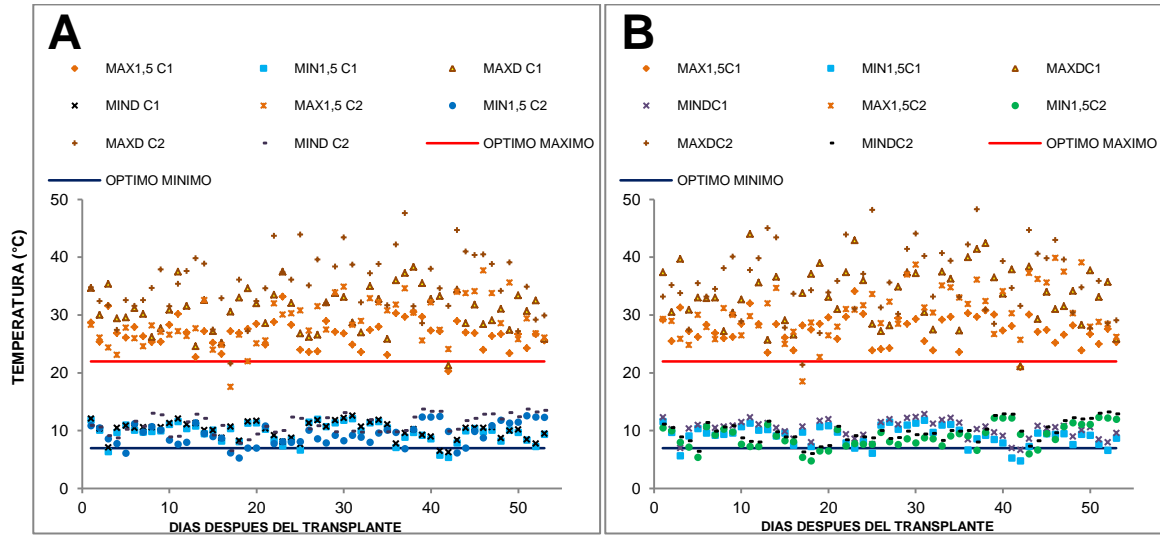 A
MAX1,5 C1 MIN1,5 C1 MAXD C1
MIND C1 MAX1,5 C2 MIN1,5 C2
MAXD C2 MIND C2 OPTIMO MAXIMO
OPTIMO MINIMO
TEMPERATURA (°C)
50
40
30
20
10
0
0 10 20 30 40 50
DIAS DESPUES DEL TRANSPLANTE
B
MAX1,5C1 MIN1,5C1 MAXDC1
MINDC1 MAX1,5C2 MIN1,5C2
MAXDC2 MINDC2 OPTIMO MAXIMO
OPTIMO MINIMO
50
40
30
20
10
0
0 10 20 30 40 50
DIAS DESPUES DEL TRANSPLANTE